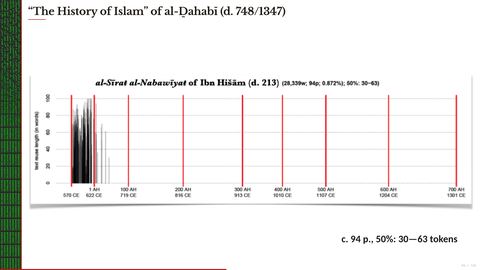 “The History of Islam” of al-Ḏahabī (d. 748/1347)
al-Sīrat al-Nabawīyat of Ibn Hišām (d. 213) (28,339w; 94p; 0.872%); 50%: 30–63)
text reuse length (in words)
100
80
60
40
20
0
1 AH 100 AH 200 AH 300 AH 400 AH 500 AH 600 AH 700 AH
570 CE 622 CE 719 CE 816 CE 913 CE 1010 CE 1107 CE 1204 CE 1301 CE
c. 94 p., 50%: 30—63 tokens